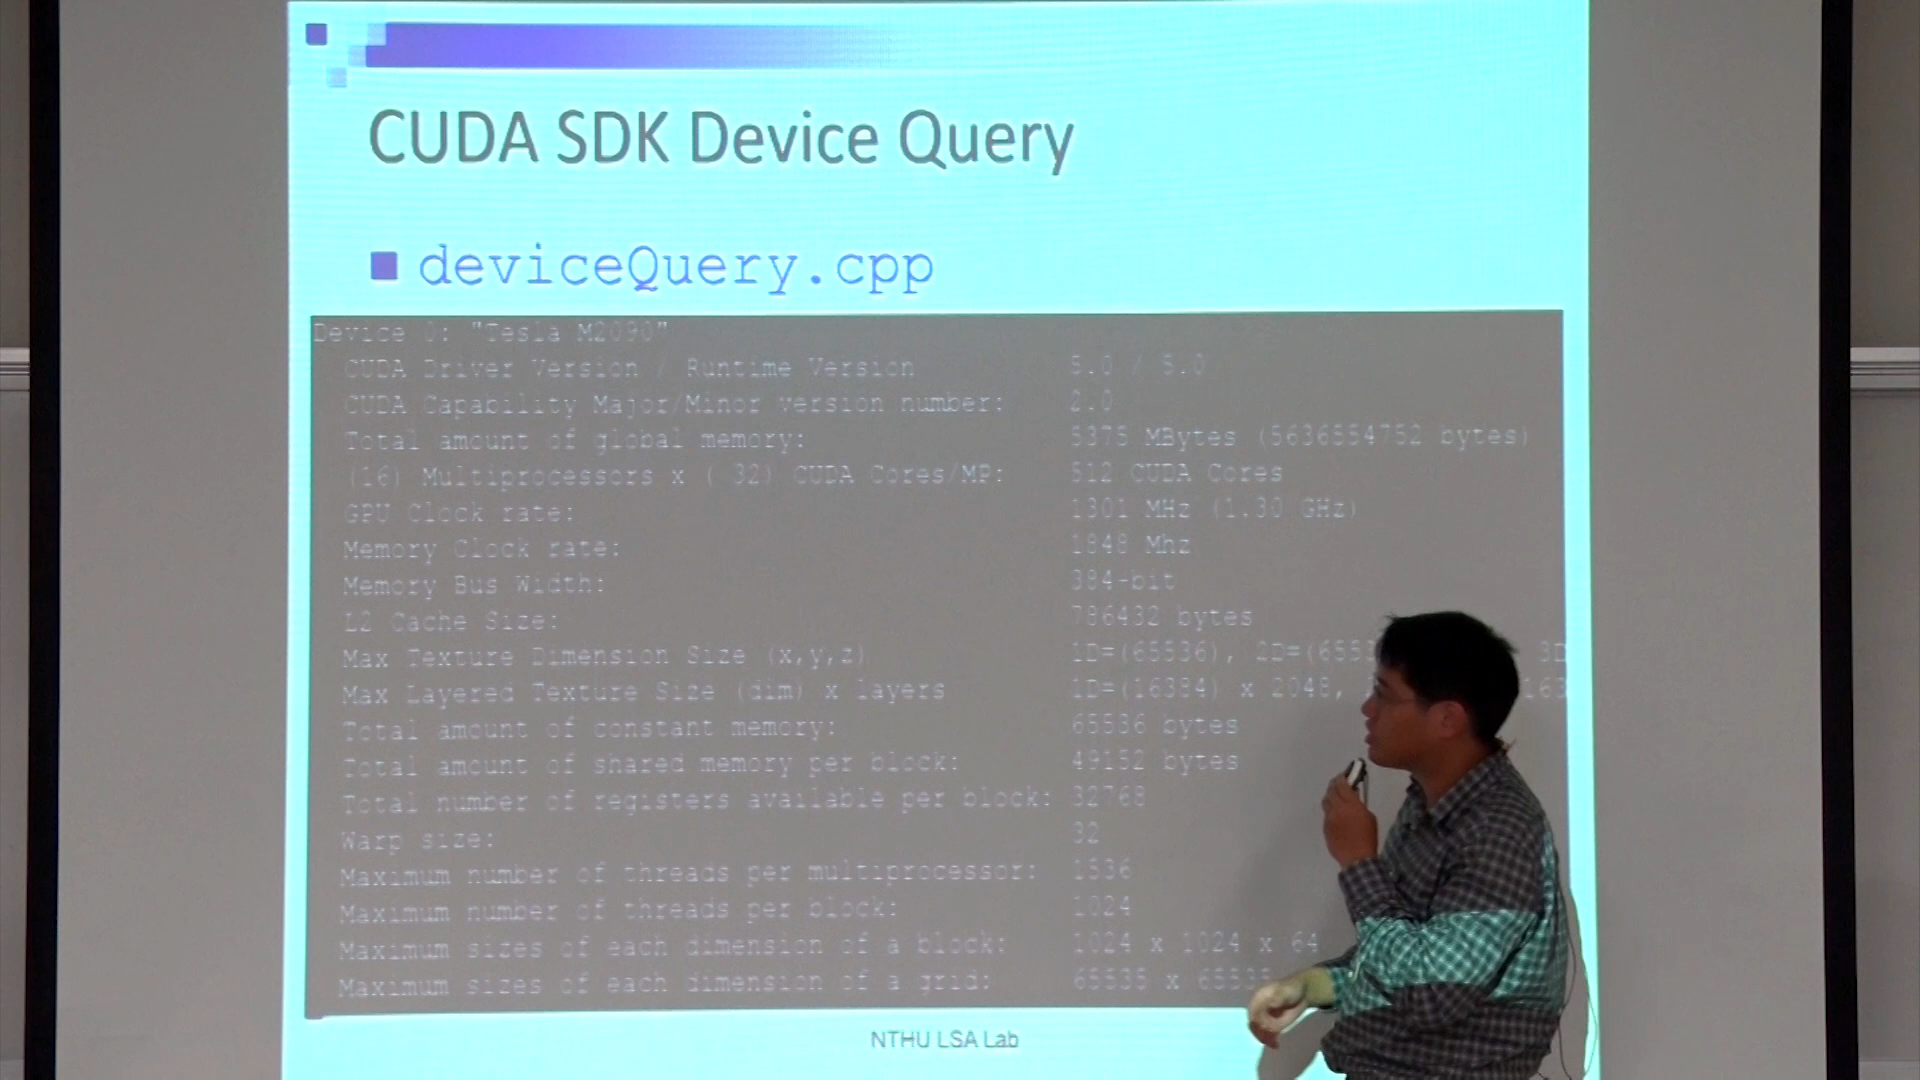 CUDA SDK Device Query
deviceQuery.cpp
Device 0: "Tesla M2090"
CUDA Driver Version / Runtime Version 5.0 / 5.0
CUDA Capability Major/Minor version number: 2.0
Total amount of global memory: 5375 MBytes (5636554752 bytes)
(16) Multiprocessors x ( 32) CUDA Cores/MP: 512 CUDA Cores
GPU Clock rate: 1301 MHz (1.30 GHz)
Memory Clock rate: 1848 Mhz
Memory Bus Width: 384-bit
L2 Cache Size: 786432 bytes
Max Texture Dimension Size (x,y,z) 1D=(65536), 2D=(655 3D
Max Layered Texture Size (dim) x layers 1D=(16384) x 2048, 163
Total amount of constant memory: 65536 bytes
Total amount of shared memory per block: 49152 bytes
Total number of registers available per block: 32768
Warp size: 32
Maximum number of threads per multiprocessor: 1536
Maximum number of threads per block: 1024
Maximum sizes of each dimension of a block: 1024 x 1024 x 64
Maximum sizes of each dimension of a grid: 65535 x 65535
NTHU LSA Lab